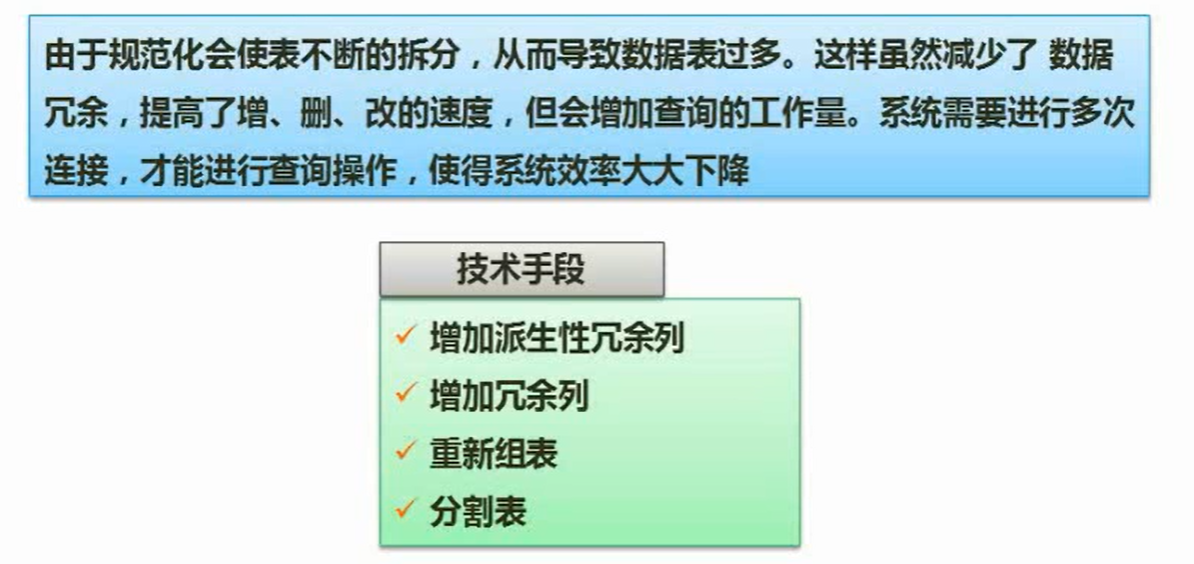 由于规范化会使表不断的拆分，从而导致数据表过多。这样虽然减少了 数据
冗余，提高了增、删、改的速度，但会增加查询的工作量。系统需要进行多次
连接，才能进行查询操作，使得系统效率大大下降
技术手段
✓ 增加派生性冗余列
✓ 增加冗余列
✓ 重新组表
✓ 分割表